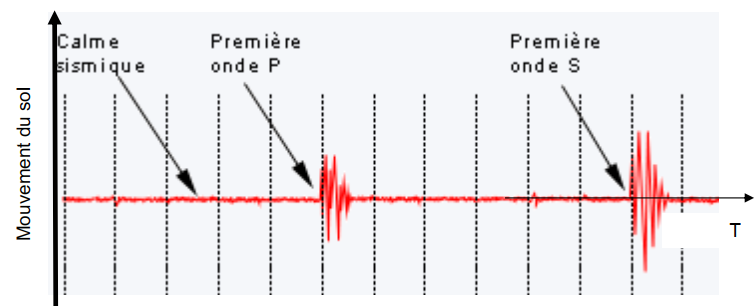 Calme
sismique
Première
onde P
Première
onde S
Mouvement du sol
T